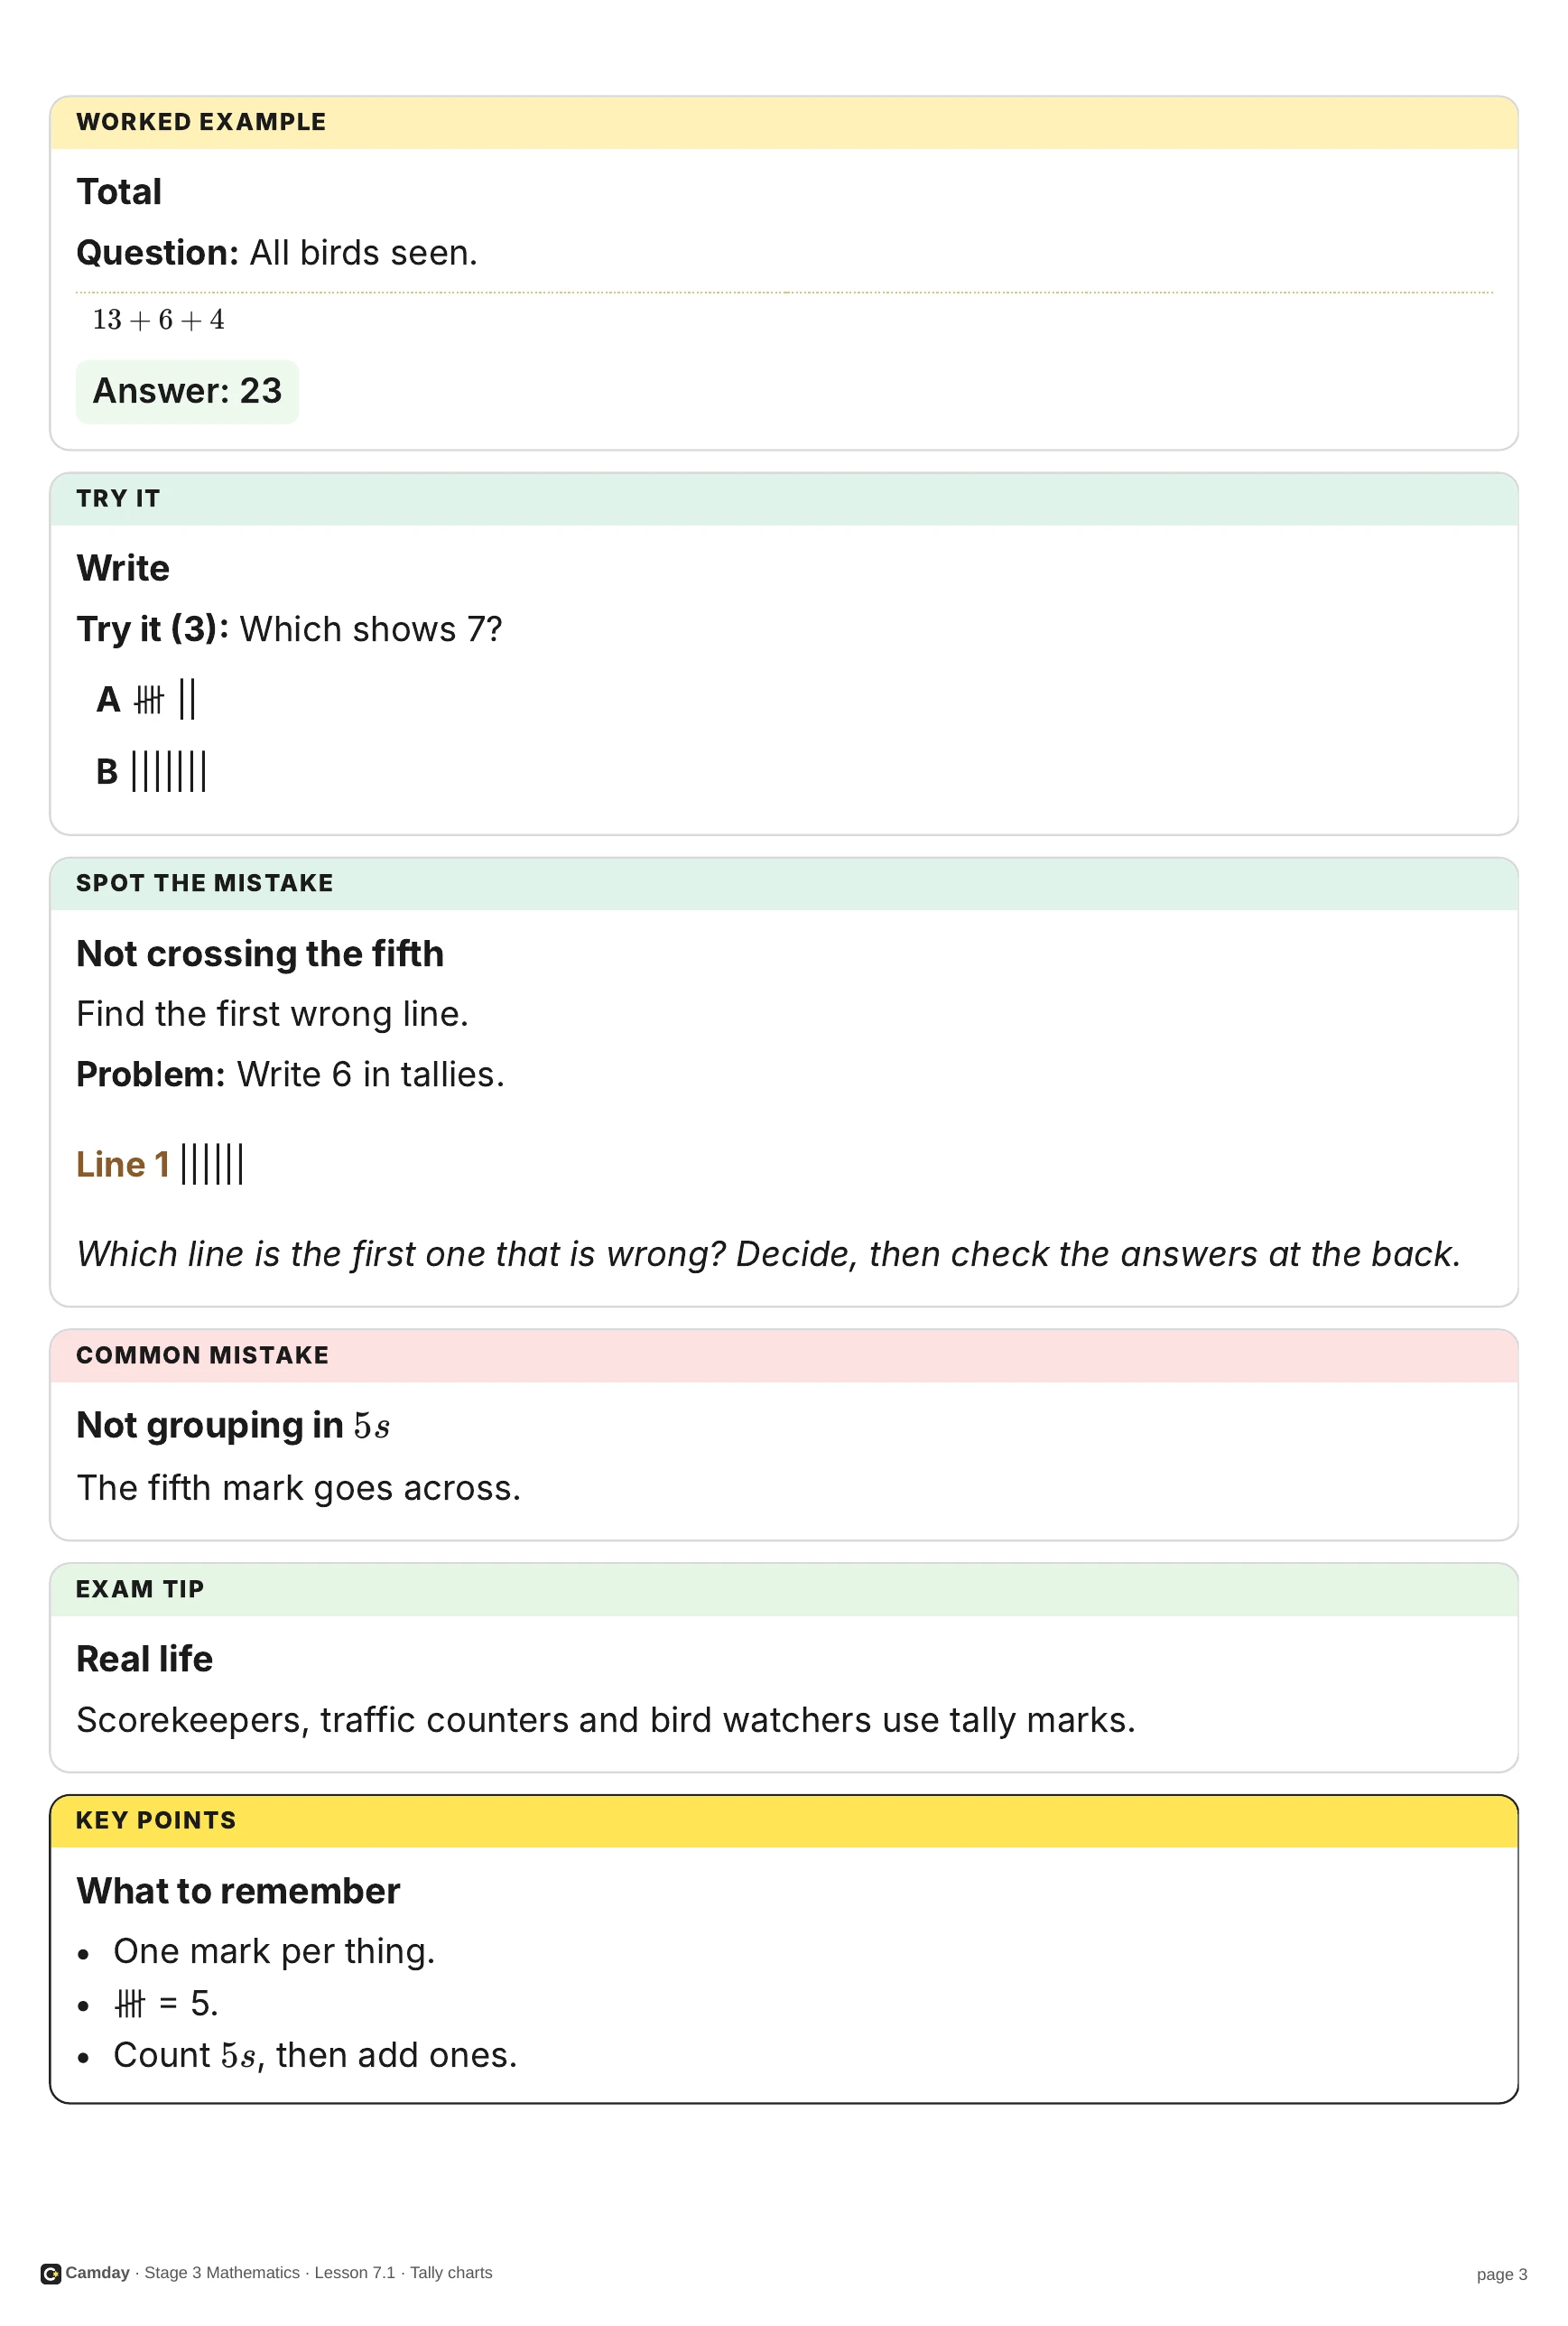 WORKED EXAMPLE
Total
Question: All birds seen.
13 + 6 + 4
Answer: 23
TRY IT
Write
Try it (3): Which shows 7?
A 𝍸 ||
B |||||||
SPOT THE MISTAKE
Not crossing the fifth
Find the first wrong line.
Problem: Write 6 in tallies.
Line 1 ||||||
Which line is the first one that is wrong? Decide, then check the answers at the back.
COMMON MISTAKE
Not grouping in 5s
The fifth mark goes across.
EXAM TIP
Real life
Scorekeepers, traffic counters and bird watchers use tally marks.
KEY POINTS
What to remember
• One mark per thing.
• 𝍸 = 5.
• Count 5s, then add ones.
Camday · Stage 3 Mathematics · Lesson 7.1 · Tally charts
page 3